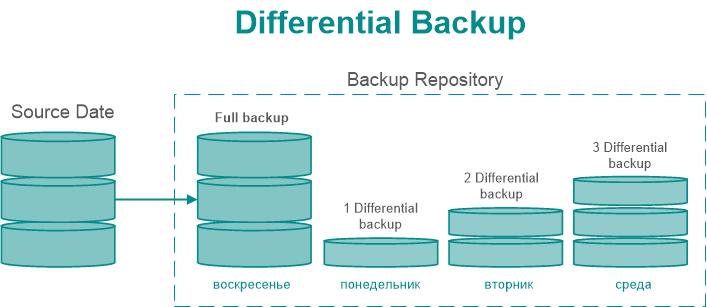 Differential Backup
Backup Repository
Source Date
Full backup
1 Differential
backup
2 Differential
backup
3 Differential
backup
воскресенье
понедельник
вторник
среда